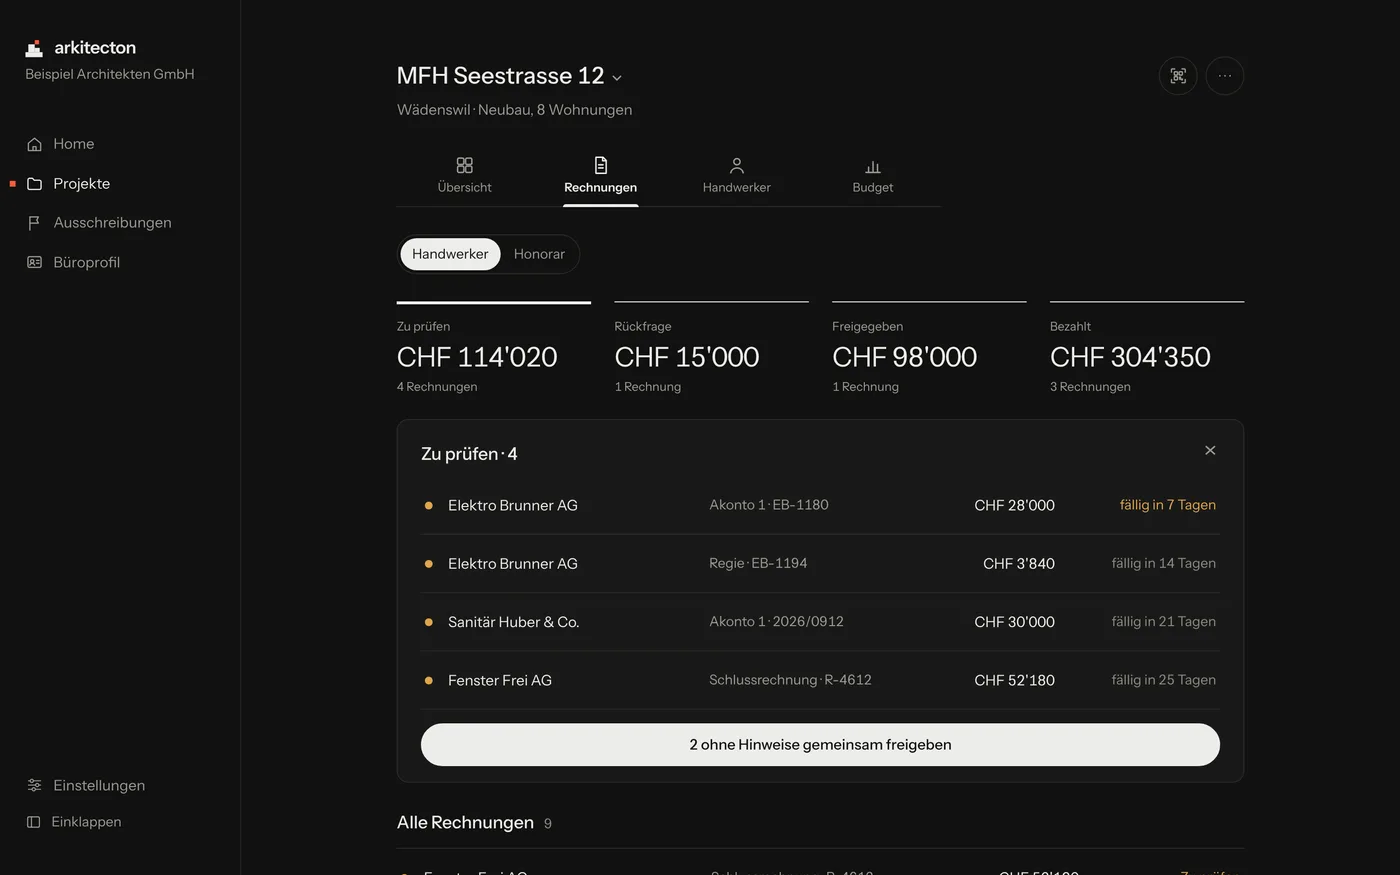 arkitecton
Beispiel Architekten GmbH
Home
Projekte
Ausschreibungen
Büroprofil
Einstellungen
Einklappen
MFH Seestrasse 12
Wädenswil · Neubau, 8 Wohnungen
Übersicht
Rechnungen
Handwerker
Budget
Handwerker Honorar
Zu prüfen
CHF 114'020
4 Rechnungen
Rückfrage
CHF 15'000
1 Rechnung
Freigegeben
CHF 98'000
1 Rechnung
Bezahlt
CHF 304'350
3 Rechnungen
Zu prüfen · 4
Elektro Brunner AG Akonto 1 · EB-1180 CHF 28'000 fällig in 7 Tagen
Elektro Brunner AG Regie · EB-1194 CHF 3'840 fällig in 14 Tagen
Sanitär Huber & Co. Akonto 1 · 2026/0912 CHF 30'000 fällig in 21 Tagen
Fenster Frei AG Schlussrechnung · R-4612 CHF 52'180 fällig in 25 Tagen
2 ohne Hinweise gemeinsam freigeben
Alle Rechnungen 9